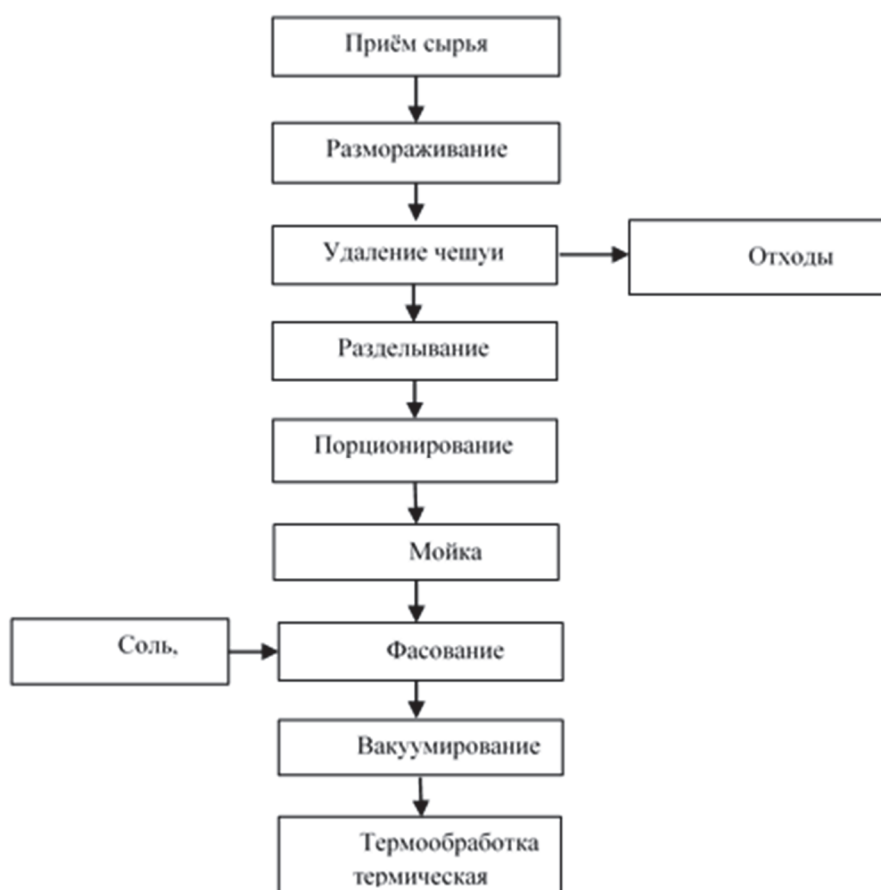 Приём сырья
Размораживание
Удаление чешуи
Отходы
Разделывание
Порционирование
Мойка
Соль,
Фасование
Вакуумирование
Термообработка
термическая